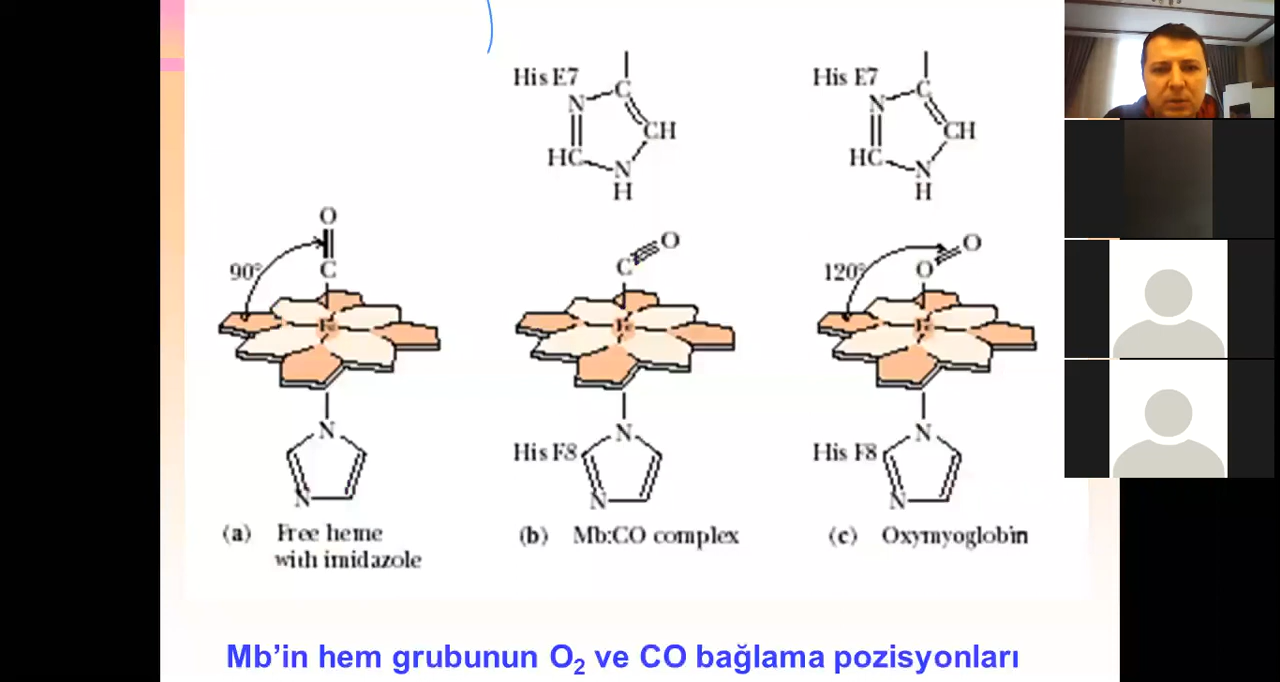 His E7
N
C
CH
HC
N
H
His E7
N
C
CH
HC
N
H
O
90°
C
Fe
O
C
Fe
O
120°
O
Fe
N
N
His F8
N
N
His F8
N
N
(a) Free heme
with imidazole
(b) Mb:CO complex
(c) Oxymyoglobin
Mb’in hem grubunun O₂ ve CO bağlama pozisyonları